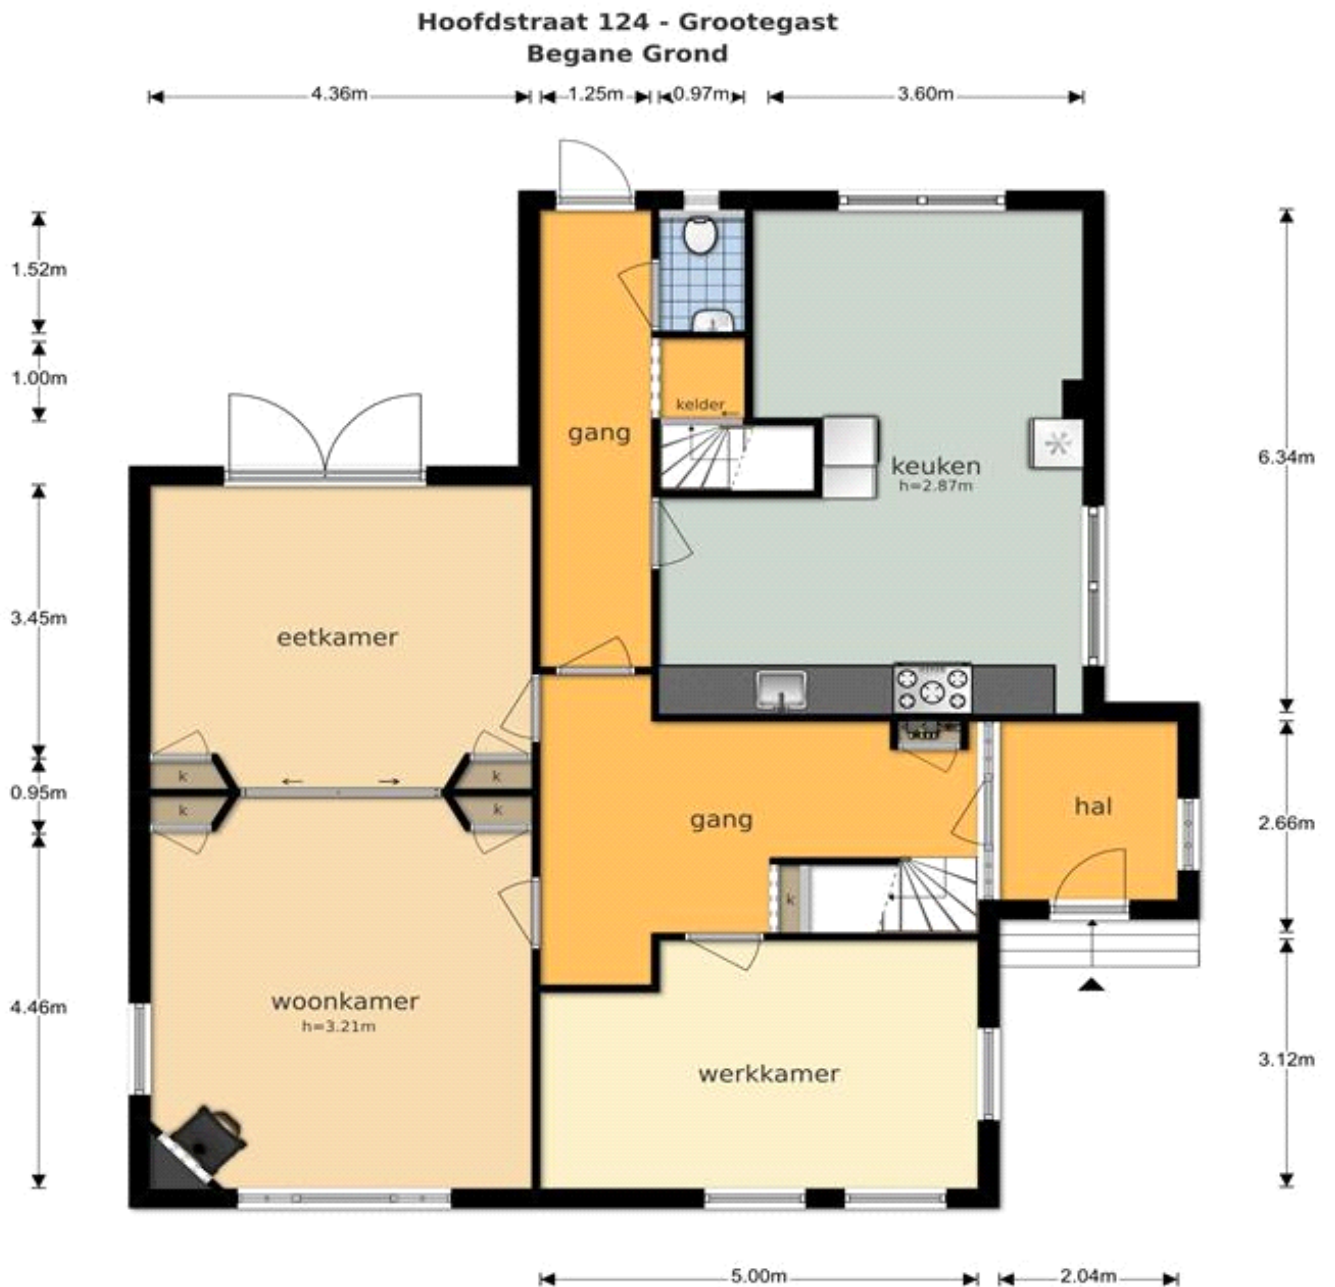 Hoofdstraat 124 - Grootegast
Begane Grond
4.36m
1.25m
0.97m
3.60m
1.52m
1.00m
kelder
gang
keuken
h=2.87m
6.34m
3.45m
eetkamer
k
k
0.95m
k
k
gang
hal
2.66m
k
4.46m
woonkamer
h=3.21m
werkkamer
3.12m
5.00m
2.04m